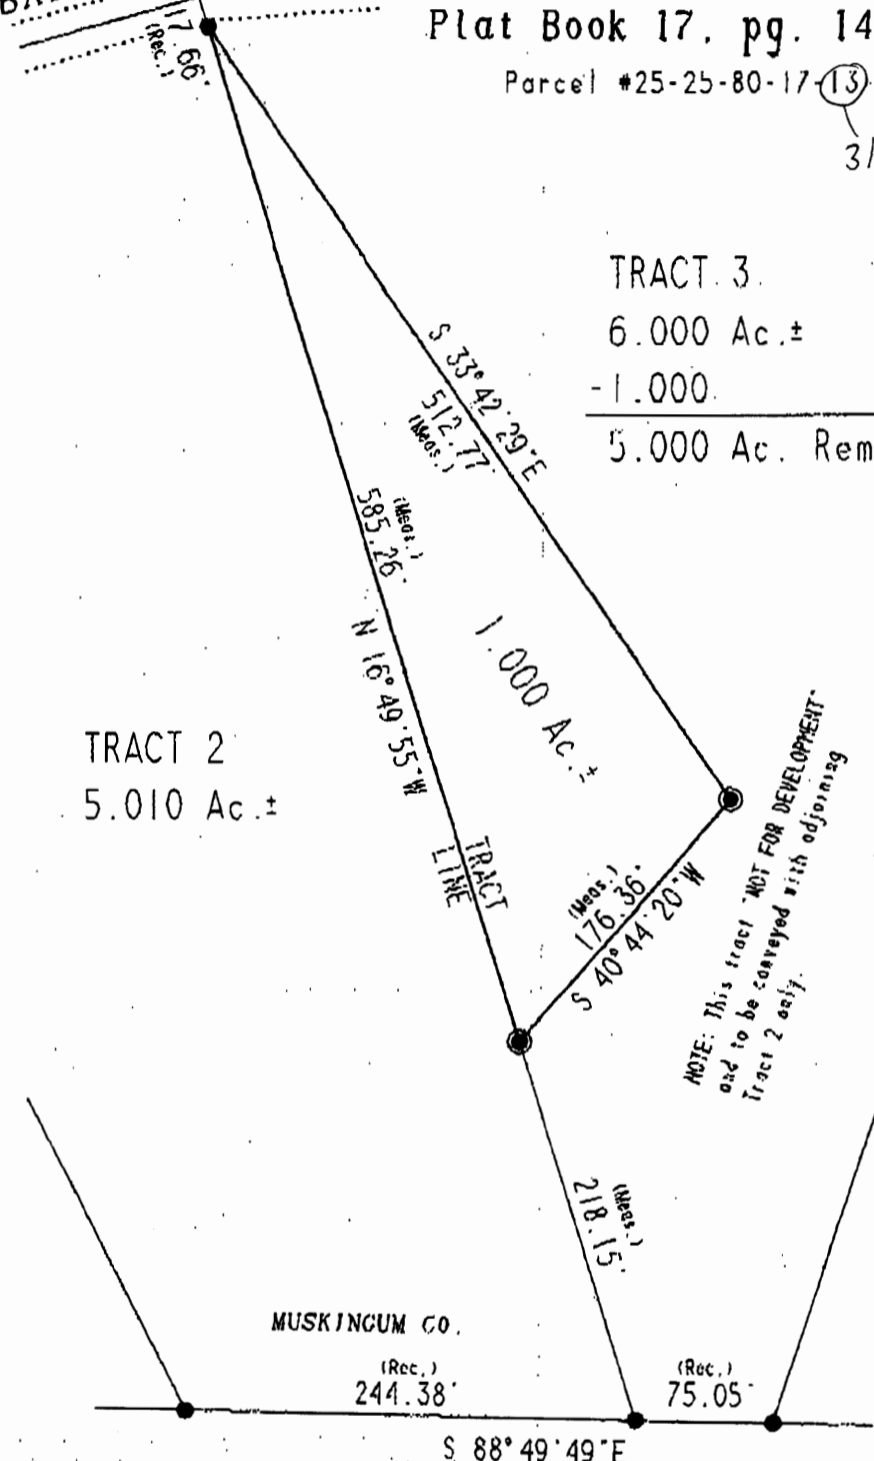 17.66'
(Rec.)
Plat Book 17, pg. 14
Parcel #25-25-80-17-13
TRACT 3
6.000 Ac.±
-1.000
5.000 Ac. Rem
S 33°42'29"E
512.77'
(Meas.)
(Meas.)
585.26'
N 16°49'55"W
1.000 Ac.±
TRACT 2
5.010 Ac.±
TRACT
LINE
(Meas.)
176.36'
S 40°44'20"W
NOTE: This tract "NOT FOR DEVELOPMENT"
and to be conveyed with adjoining
Tract 2 only.
(Meas.)
218.15'
MUSKINGUM CO.
(Rec.)
244.38'
(Rec.)
75.05'
S 88°49'49"E